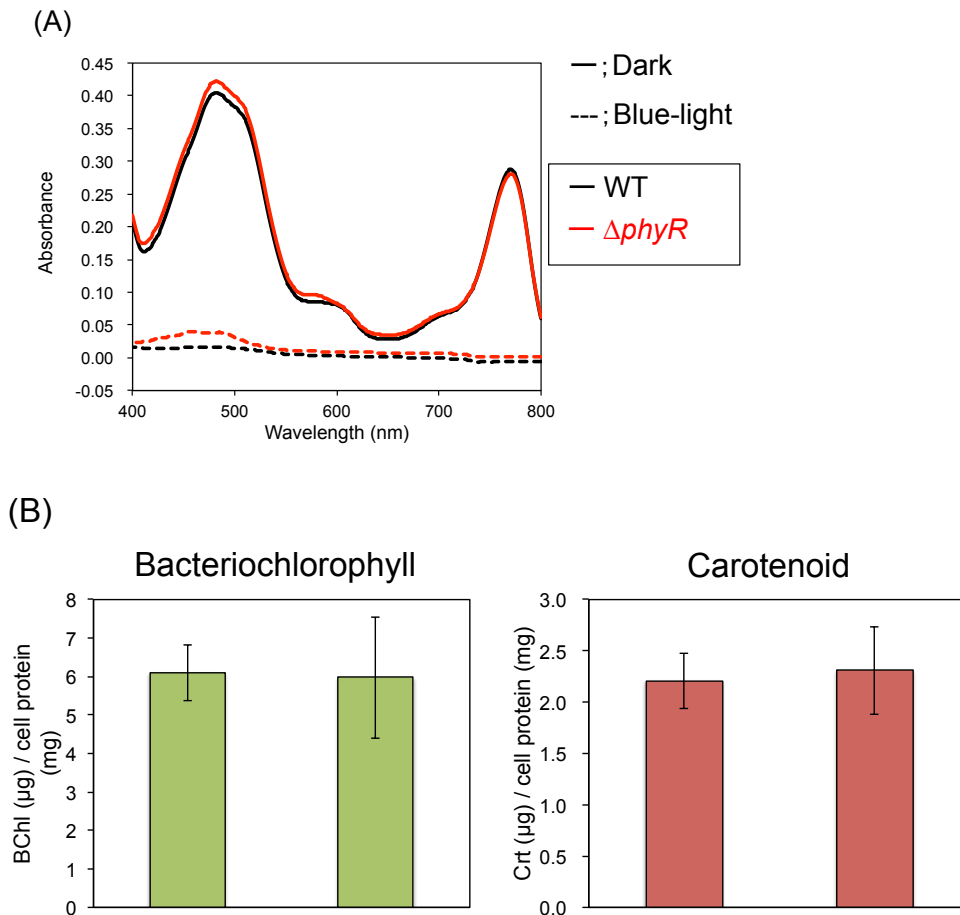 (A)
0.45
0.40
0.35
0.30
0.25
0.20
0.15
0.10
0.05
0.00
-0.05
Absorbance
400 500 600 700 800
Wavelength (nm)
; Dark
; Blue-light
WT
ΔphyR
(B)
Bacteriochlorophyll
8
7
6
5
4
3
2
1
0
BChl (μg) / cell protein
(mg)
Carotenoid
3.0
2.5
2.0
1.5
1.0
0.5
0.0
Crt (μg) / cell protein (mg)